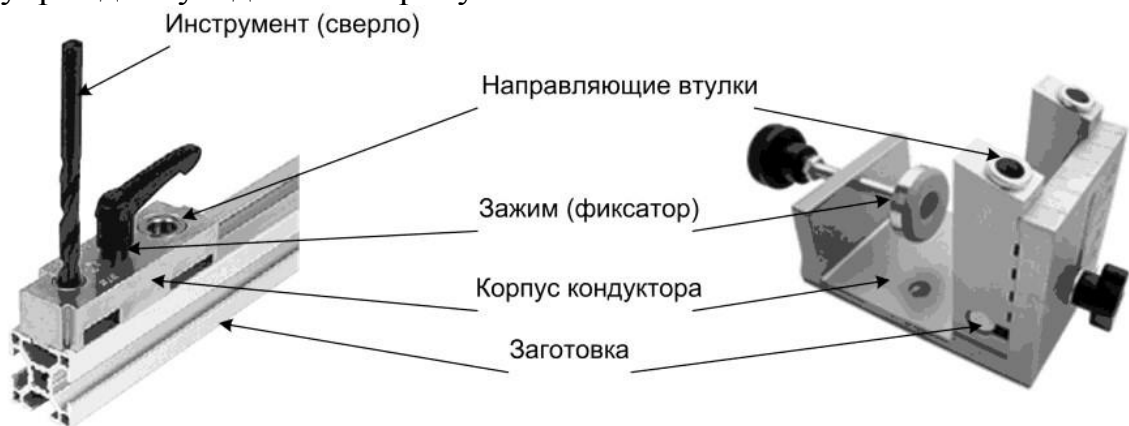 Инструмент (сверло)
Направляющие втулки
Зажим (фиксатор)
Корпус кондуктора
Заготовка